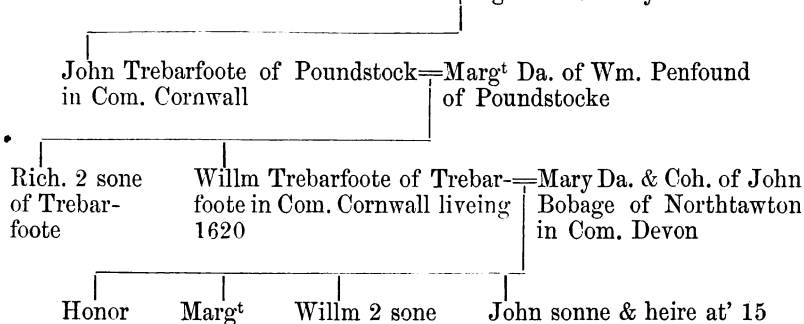 John Trebarfoote of Poundstock=Margt Da. of Wm. Penfound
in Com. Cornwall
of Poundstocke
Rich. 2 sone
of Trebar-
foote
Willm Trebarfoote of Trebar-
foote in Com. Cornwall liveing
1620
=Mary Da. & Coh. of John
Bobage of Northtawton
in Com. Devon
Honor
Margt
Willm 2 sone
John sonne & heire at' 15